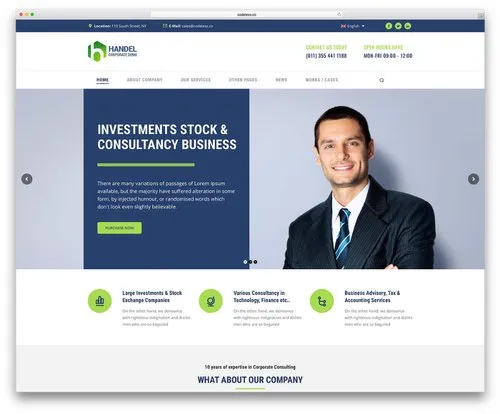 codeless.co
Location: 110 South Street, NY
E-Mail: sales@codeless.co
English
HANDEL
CORPORATE DEMO
CONTACT US TODAY
(011) 355 441 1188
OPEN HOURS DATE
MON-FRI 09:00 - 12:00
HOME
ABOUT COMPANY
OUR SERVICES
OTHER PAGES
NEWS
WORKS / CASES
INVESTMENTS STOCK &
CONSULTANCY BUSINESS
There are many variations of passages of Lorem Ipsum
available, but the majority have suffered alteration in some
form, by injected humour, or randomised words which
don't look even slightly believable.
PURCHASE NOW
Large Investments & Stock
Exchange Companies
On the other hand, we denounce
with righteous indignation and dislike
men who are so beguiled
Various Consultancy in
Technology, Finance etc..
On the other hand, we denounce
with righteous indignation and dislike
men who are so beguiled
Business Advisory, Tax &
Accounting Services
On the other hand, we denounce
with righteous indignation and dislike
men who are so beguiled
10 years of expertise in Corporate Consulting
WHAT ABOUT OUR COMPANY